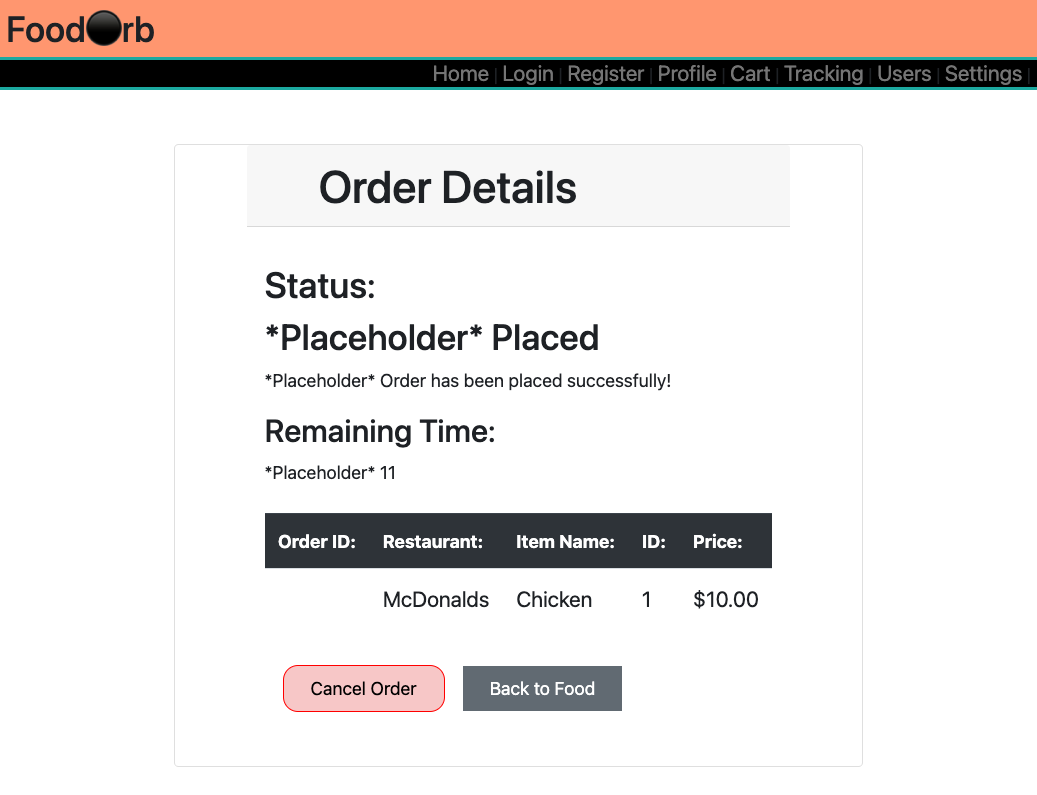 Food⚫rb
Home | Login | Register | Profile | Cart | Tracking | Users | Settings |
Order Details
Status:
*Placeholder* Placed
*Placeholder* Order has been placed successfully!
Remaining Time:
*Placeholder* 11
Order ID: Restaurant: Item Name: ID: Price:
McDonalds Chicken 1 $10.00
Cancel Order Back to Food